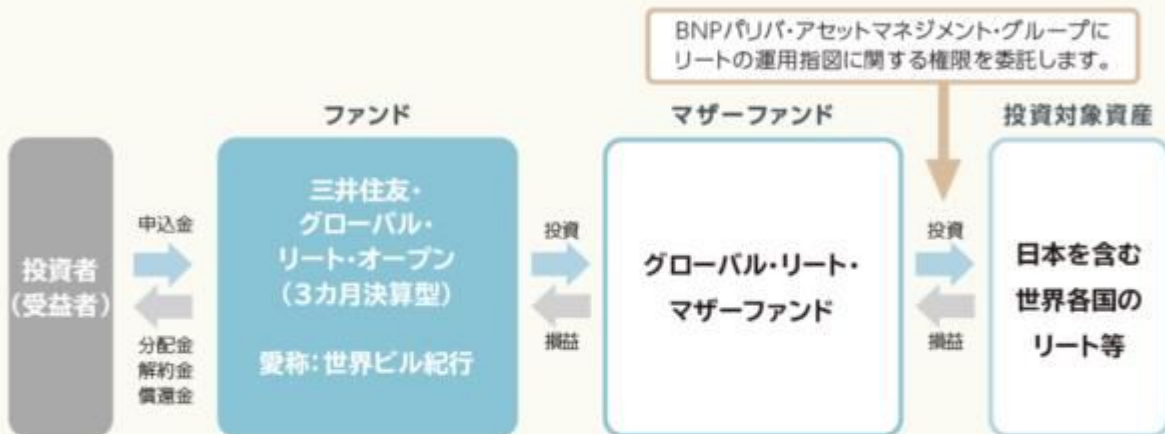 BNPパリバ・アセットマネジメント・グループに
リートの運用指図に関する権限を委託します。
ファンド
マザーファンド
投資対象資産
投資者
(受益者)
申込金
分配金
解約金
償還金
三井住友・
グローバル・
リート・オープン
(3カ月決算型)
愛称:世界ビル紀行
投資
損益
グローバル・リート・
マザーファンド
投資
損益
日本を含む
世界各国の
リート等